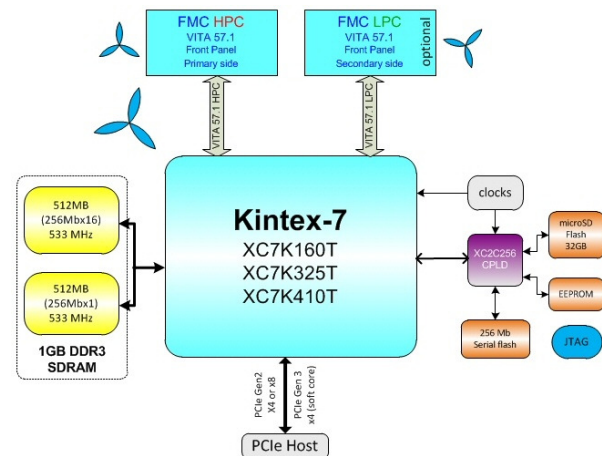 FMC HPC
VITA 57.1
Front Panel
Primary side
FMC LPC
VITA 57.1
Front Panel
Secondary side
optional
VITA 57.1 HPC
VITA 57.1 LPC
512MB
(256Mbx16)
533 MHz
512MB
(256Mbx1)
533 MHz
1GB DDR3
SDRAM
Kintex-7
XC7K160T
XC7K325T
XC7K410T
clocks
XC2C256
CPLD
microSD
Flash
32GB
EEPROM
256 Mb
Serial flash
JTAG
PCIe Gen2
X4 or x8
PCIe Gen 3
x4 (soft core)
PCIe Host